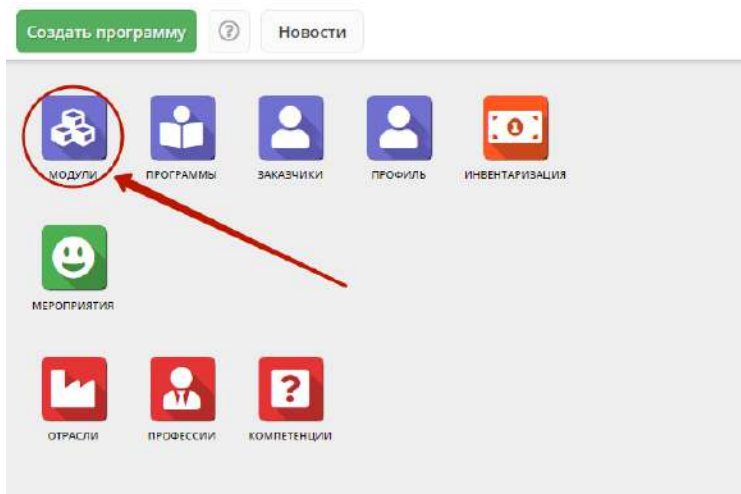 Создать программу ? Новости
МОДУЛИ ПРОГРАММЫ ЗАКАЗЧИКИ ПРОФИЛЬ ИНВЕНТАРИЗАЦИЯ
МЕРОПРИЯТИЯ
ОТРАСЛИ ПРОФЕССИИ КОМПЕТЕНЦИИ